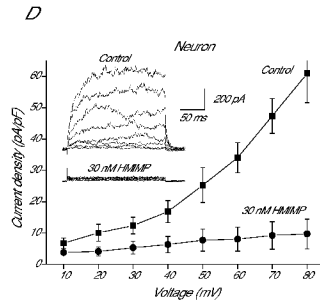 D
Neuron
Control
Control
200 pA
50 ms
30 nM HMIMP
30 nM HMIMP
Current density (pA/pF)
60
50
40
30
20
10
0
10 20 30 40 50 60 70 80
Voltage (mV)